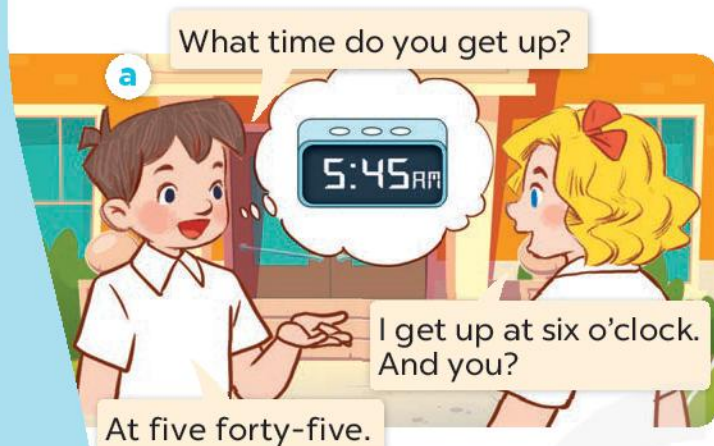 What time do you get up?
a
5:45AM
I get up at six o'clock.
And you?
At five forty-five.